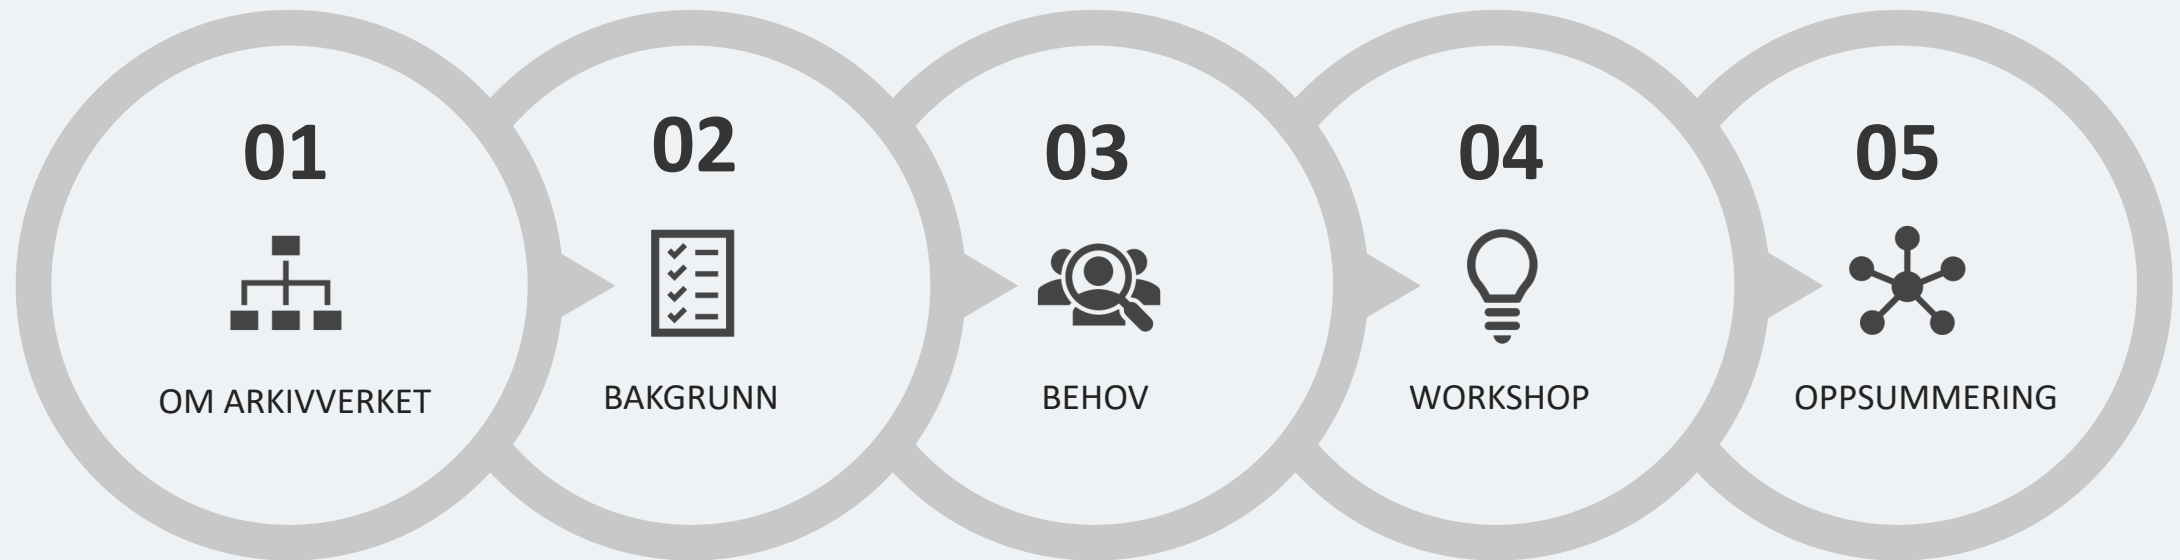 01
OM ARKIVVERKET
02
BAKGRUNN
03
BEHOV
04
WORKSHOP
05
OPPSUMMERING